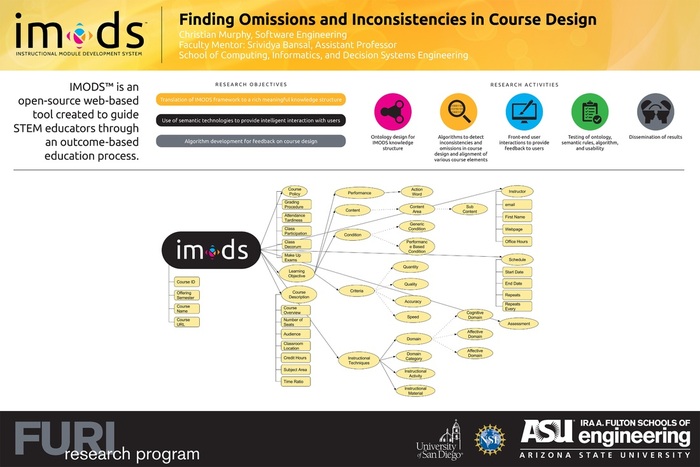 imods™
INSTRUCTIONAL MODULE DEVELOPMENT SYSTEM
Finding Omissions and Inconsistencies in Course Design
Christian Murphy, Software Engineering
Faculty Mentor: Srividya Bansal, Assistant Professor
School of Computing, Informatics, and Decision Systems Engineering
IMODS™ is an
open-source web-based
tool created to guide
STEM educators through
an outcome-based
education process.
RESEARCH OBJECTIVES
Translation of IMODS framework to a rich meaningful knowledge structure
Use of semantic technologies to provide intelligent interaction with users
Algorithm development for feedback on course design
RESEARCH ACTIVITIES
Ontology design for
IMODS knowledge
structure
Algorithms to detect
inconsistencies and
omissions in course
design and alignment of
various course elements
Front-end user
interactions to provide
feedback to users
Testing of ontology,
semantic rules, algorithm,
and usability
Dissemination of results
imods
Course ID
Offering
Semester
Course
Name
Course
URL
Course
Policy
Grading
Procedure
Attendance
Tardiness
Class
Participation
Class
Decorum
Make Up
Exams
Learning
Objective
Course
Description
Course
Overview
Number of
Seats
Audience
Classroom
Location
Credit Hours
Subject Area
Time Ratio
Performance
Content
Condition
Criteria
Instructional
Techniques
Action
Word
Content
Area
Generic
Condition
Performanc
e Based
Condition
Quantity
Quality
Accuracy
Speed
Domain
Domain
Category
Instructional
Activity
Instructional
Material
Sub
Content
Cognitive
Domain
Affective
Domain
Affective
Domain
Instructor
email
First Name
Webpage
Office Hours
Schedule
Start Date
End Date
Repeats
Repeats
Every
Assessment
FURI
research program
University
of San Diego
NSF
ASU
IRA A. FULTON SCHOOLS OF
engineering
ARIZONA STATE UNIVERSITY